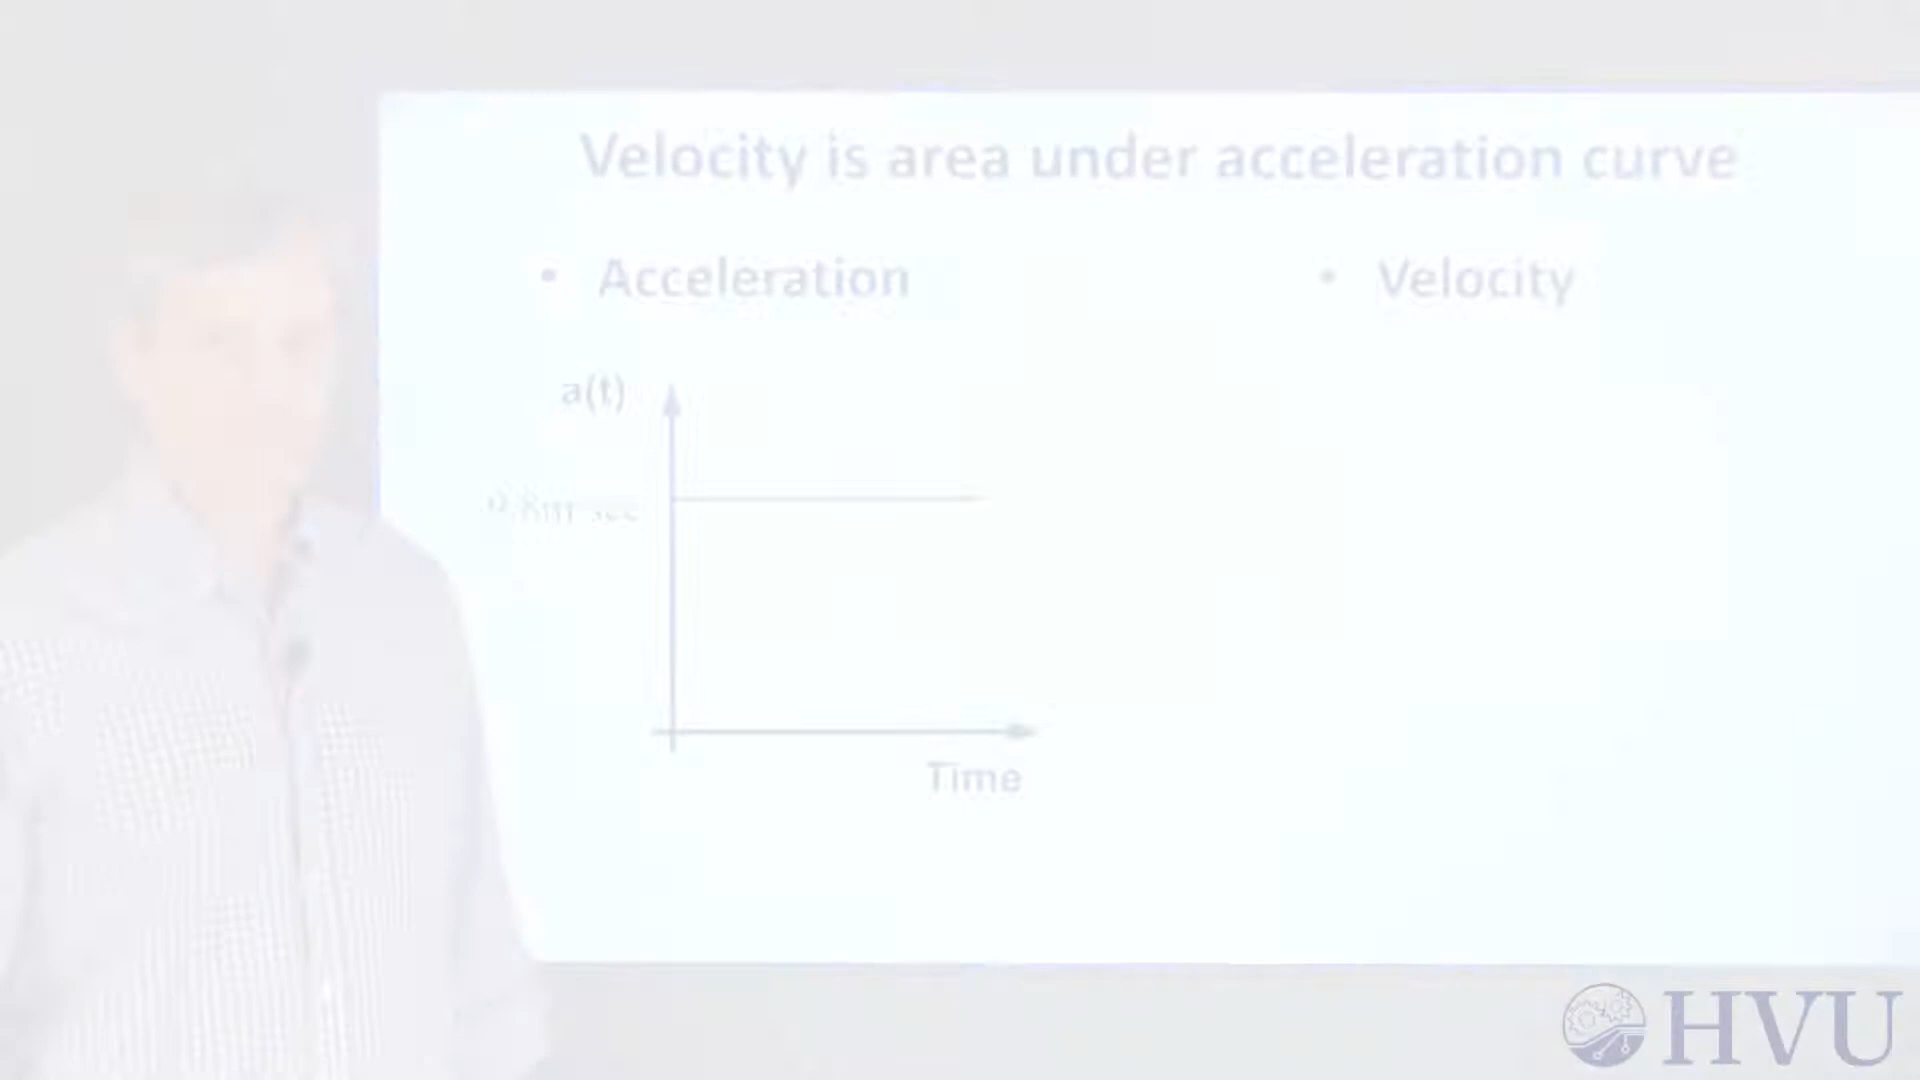 Velocity is area under acceleration curve
• Acceleration
• Velocity
a(t)
Time
HVU